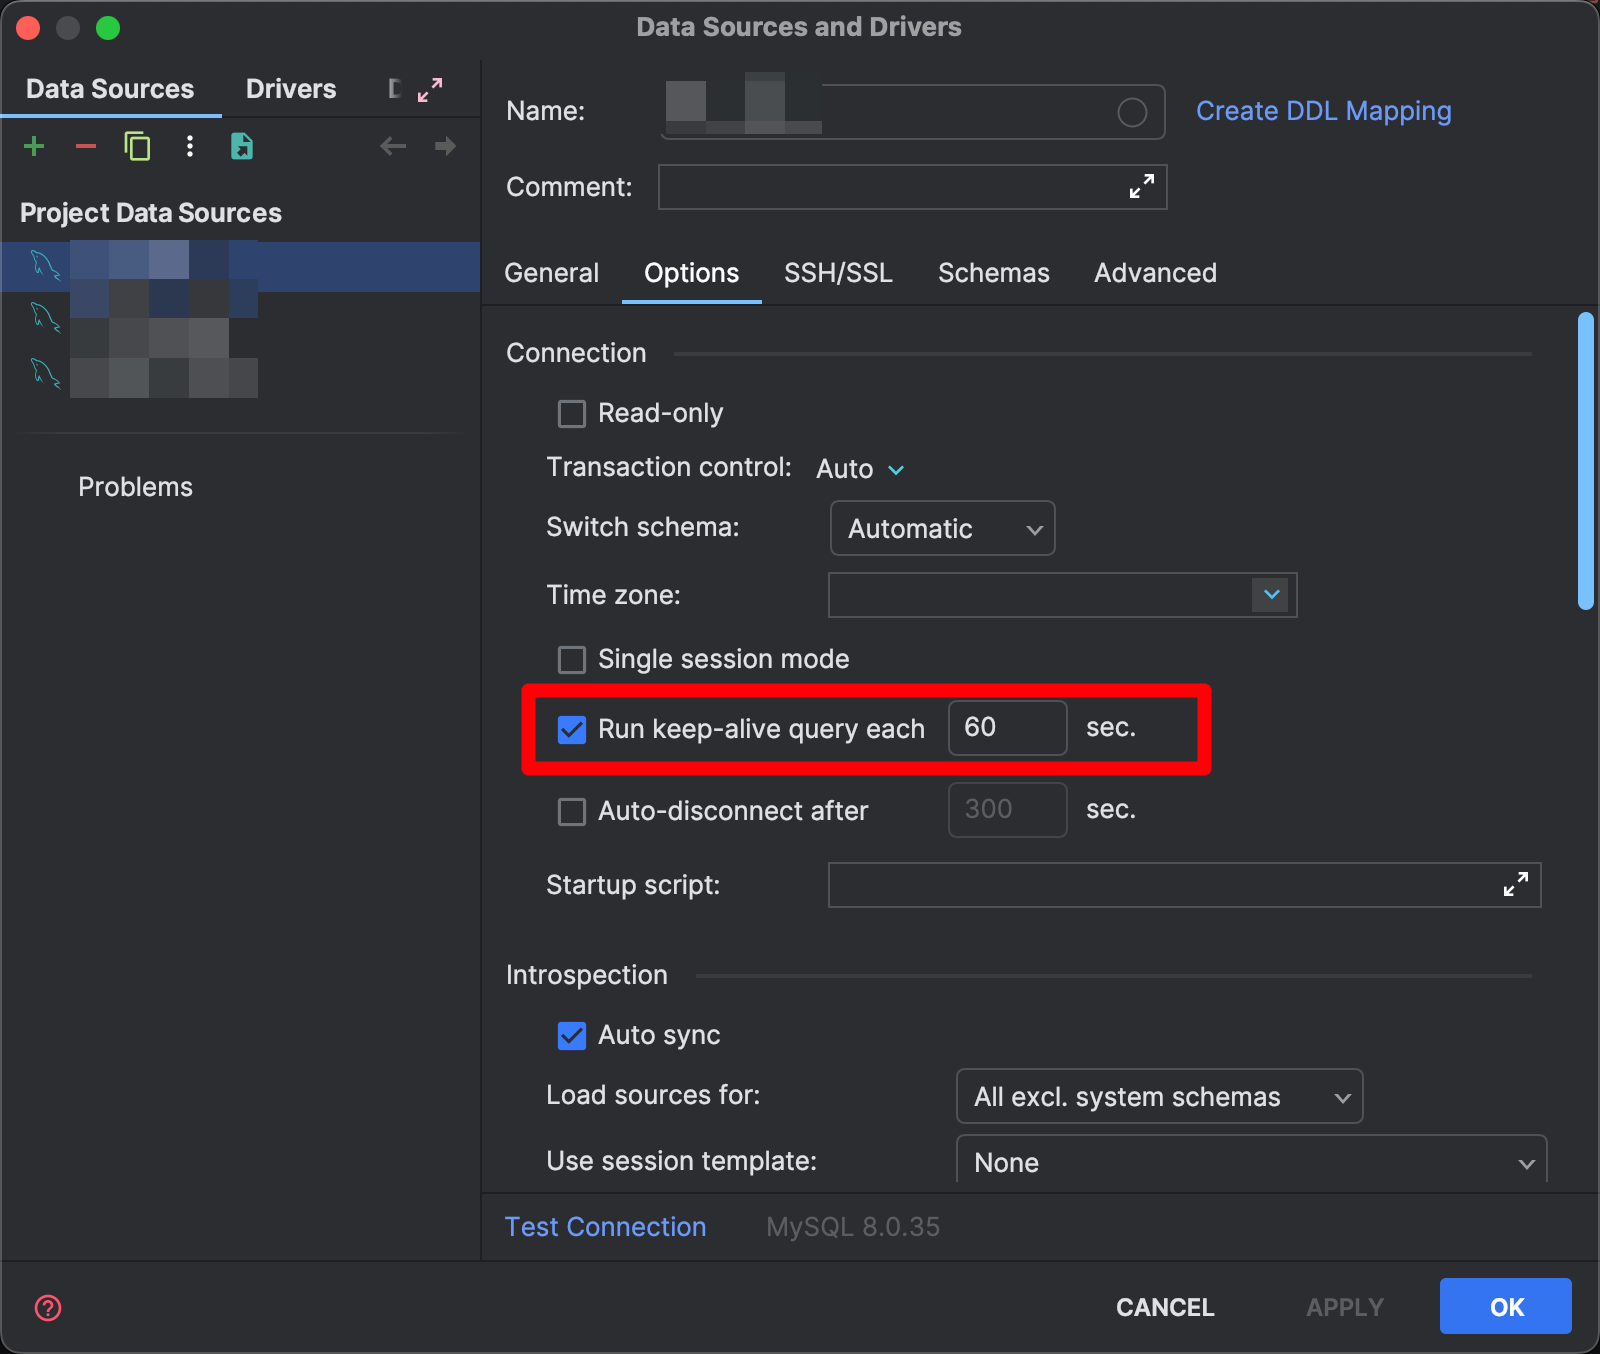 Data Sources and Drivers
Data Sources
Drivers
Project Data Sources
Problems
Name:
Create DDL Mapping
Comment:
General
Options
SSH/SSL
Schemas
Advanced
Connection
Read-only
Transaction control: Auto
Switch schema: Automatic
Time zone:
Single session mode
Run keep-alive query each 60 sec.
Auto-disconnect after 300 sec.
Startup script:
Introspection
Auto sync
Load sources for: All excl. system schemas
Use session template: None
Test Connection
MySQL 8.0.35
CANCEL
APPLY
OK